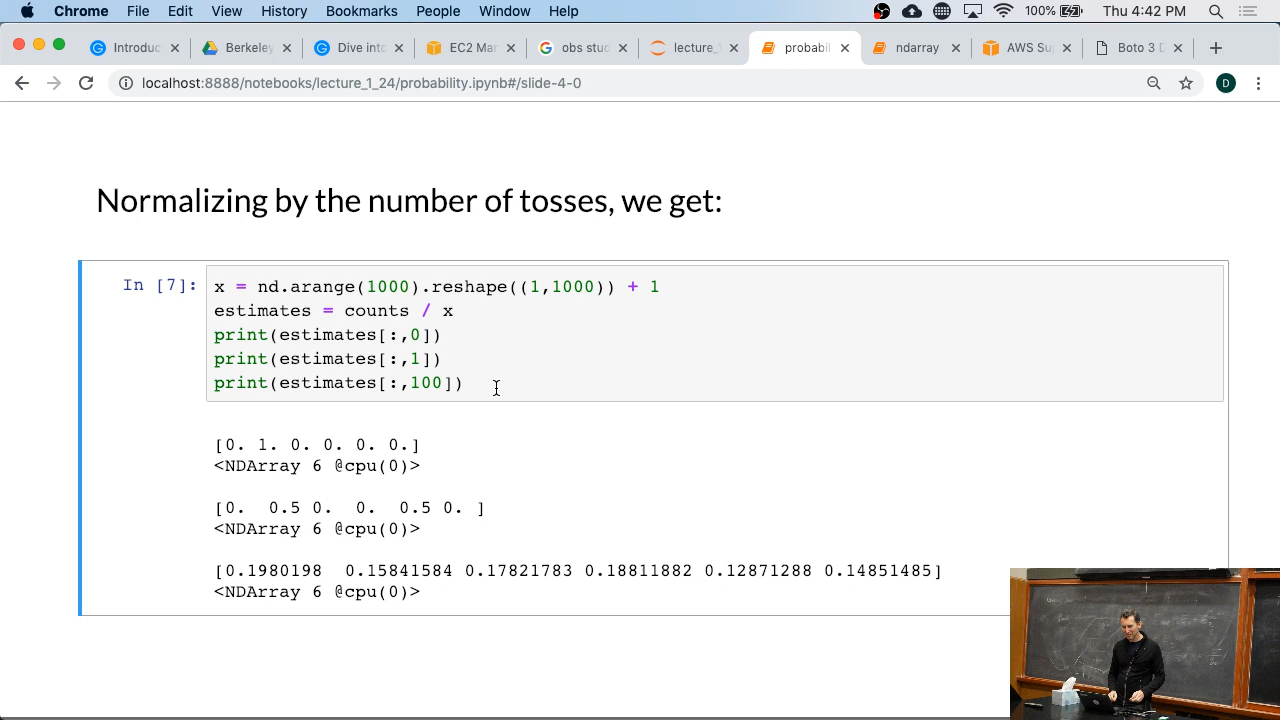 Chrome File Edit View History Bookmarks People Window Help 100% Thu 4:42 PM
Introduc Berkeley Dive into EC2 Mar obs stud lecture_ probabil ndarray AWS Su Boto 3 D
localhost:8888/notebooks/lecture_1_24/probability.ipynb#/slide-4-0 D
Normalizing by the number of tosses, we get:
In [7]: x = nd.arange(1000).reshape((1,1000)) + 1
estimates = counts / x
print(estimates[:,0])
print(estimates[:,1])
print(estimates[:,100])
[0. 1. 0. 0. 0. 0.]
<NDArray 6 @cpu(0)>
[0.  0.5 0.  0.  0.5 0. ]
<NDArray 6 @cpu(0)>
[0.1980198  0.15841584 0.17821783 0.18811882 0.12871288 0.14851485]
<NDArray 6 @cpu(0)>